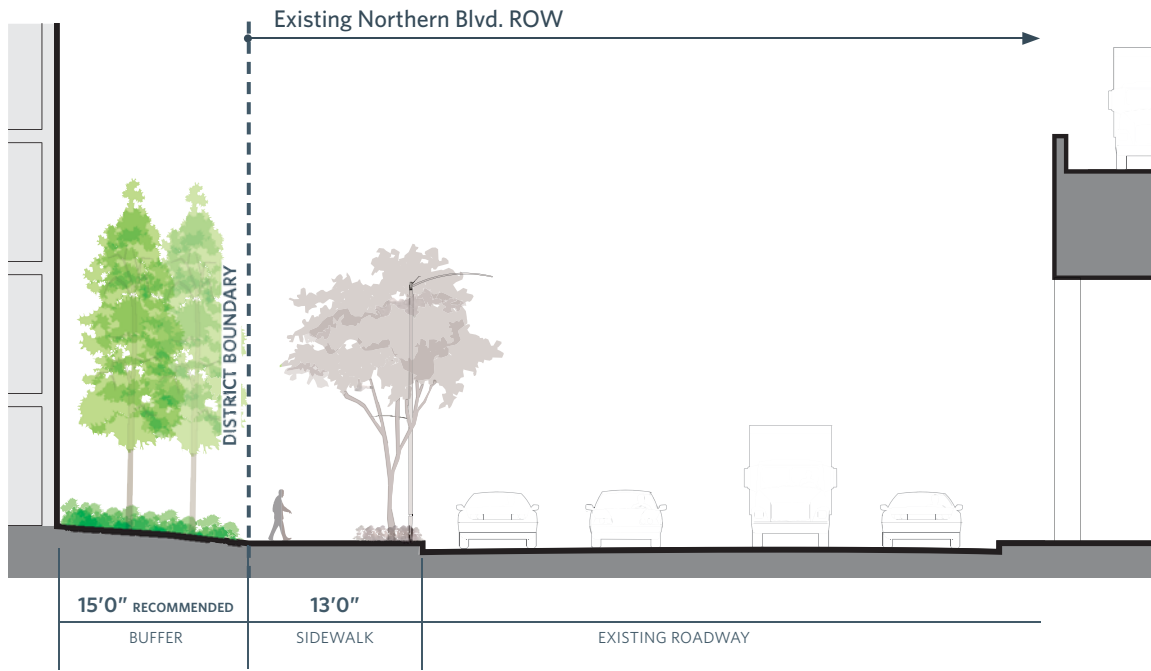 Existing Northern Blvd. ROW
DISTRICT BOUNDARY
15’0” RECOMMENDED
13’0”
BUFFER
SIDEWALK
EXISTING ROADWAY